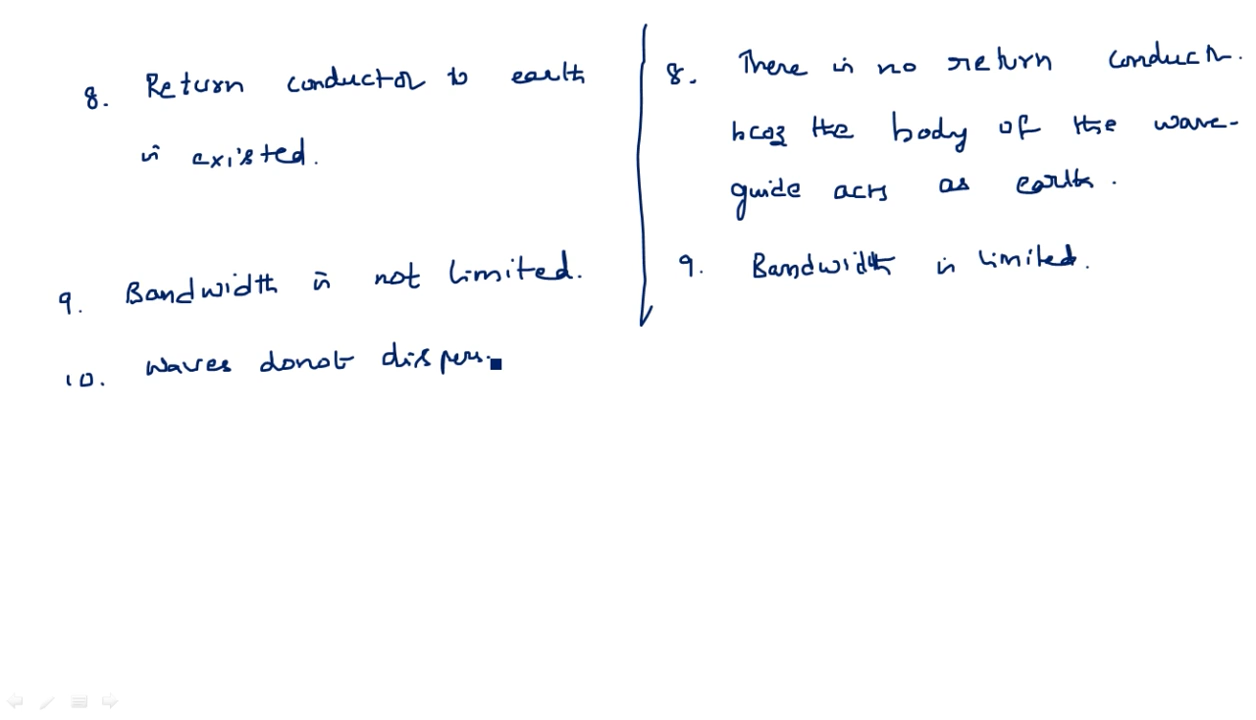 8. Return conductor to earth
is existed.
9. Bandwidth is not limited.
10. Waves donot dispers.
8. There is no return conductr.
bcoz the body of the wave-
guide acts as earth.
9. Bandwidth is limited.